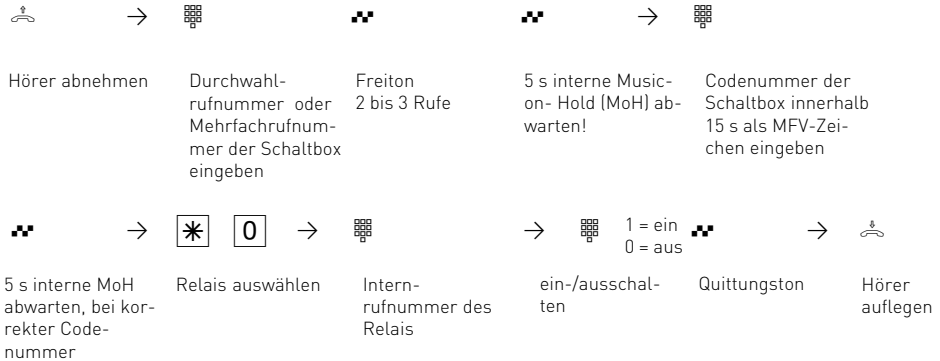 Hörer abnehmen
Durchwahl-
rufnummer oder
Mehrfachrufnum-
mer der Schaltbox
eingeben
Freiton
2 bis 3 Rufe
5 s interne Music-
on- Hold (MoH) ab-
warten!
Codenummer der
Schaltbox innerhalb
15 s als MFV-Zei-
chen eingeben
* 0
1 = ein
0 = aus
5 s interne MoH
abwarten, bei kor-
rekter Code-
nummer
Relais auswählen
Intern-
rufnummer des
Relais
ein-/ausschal-
ten
Quittungston
Hörer
auflegen